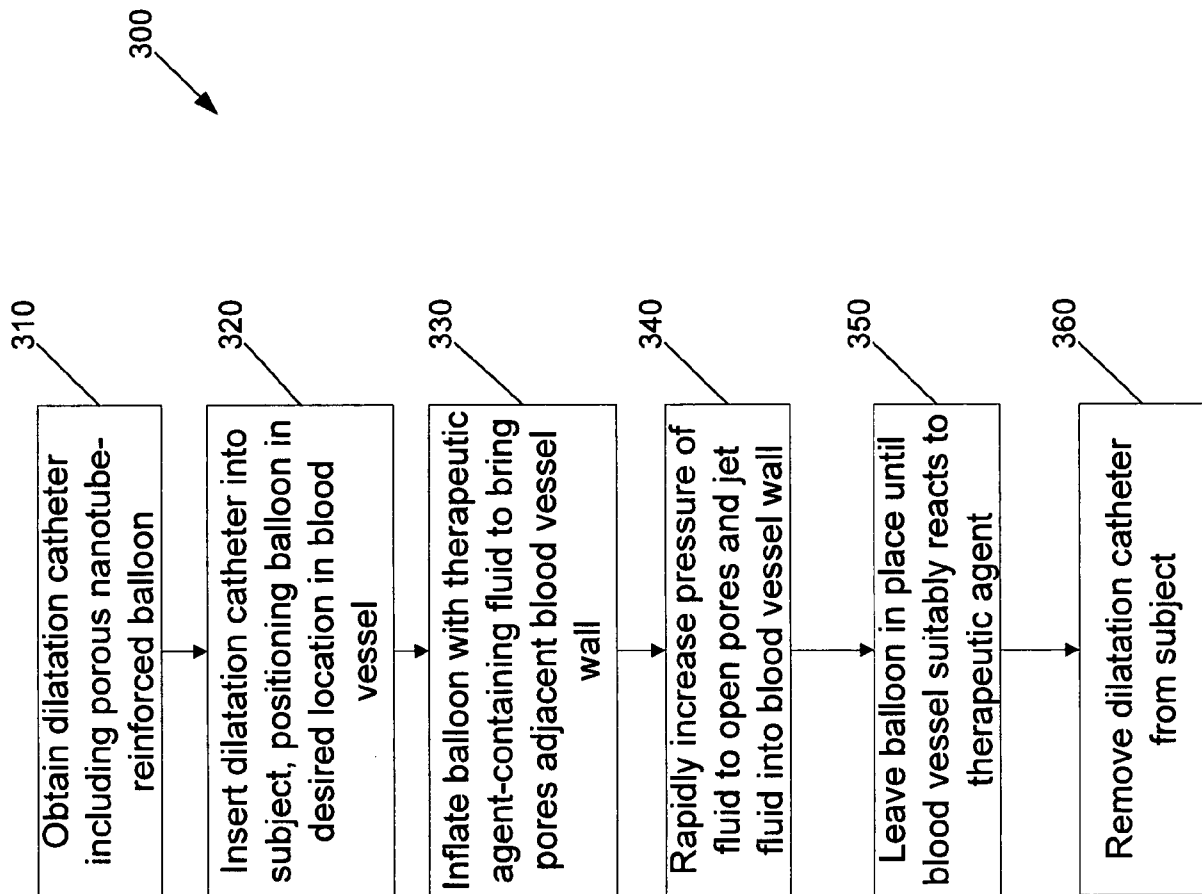 300
310
Obtain dilatation catheter
including porous nanotube-
reinforced balloon
320
Insert dilatation catheter into
subject, positioning balloon in
desired location in blood
vessel
330
Inflate balloon with therapeutic
agent-containing fluid to bring
pores adjacent blood vessel
wall
340
Rapidly increase pressure of
fluid to open pores and jet
fluid into blood vessel wall
350
Leave balloon in place until
blood vessel suitably reacts to
therapeutic agent
360
Remove dilatation catheter
from subject